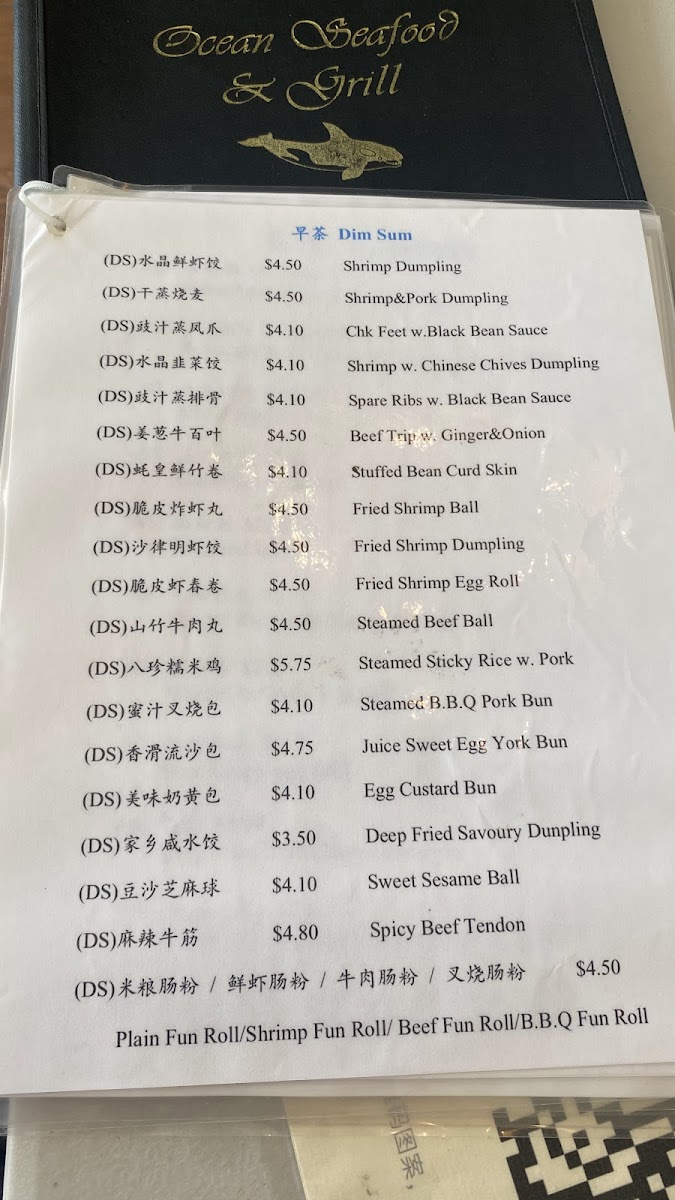 Ocean Seafood
& Grill
早茶 Dim Sum
(DS)水晶鲜虾饺 $4.50 Shrimp Dumpling
(DS)干蒸烧麦 $4.50 Shrimp&Pork Dumpling
(DS)豉汁蒸凤爪 $4.10 Chk Feet w.Black Bean Sauce
(DS)水晶韭菜饺 $4.10 Shrimp w. Chinese Chives Dumpling
(DS)豉汁蒸排骨 $4.10 Spare Ribs w. Black Bean Sauce
(DS)姜葱牛百叶 $4.50 Beef Trip w. Ginger&Onion
(DS)蚝皇鲜竹卷 $4.10 Stuffed Bean Curd Skin
(DS)脆皮炸虾丸 $4.50 Fried Shrimp Ball
(DS)沙律明虾饺 $4.50 Fried Shrimp Dumpling
(DS)脆皮虾春卷 $4.50 Fried Shrimp Egg Roll
(DS)山竹牛肉丸 $4.50 Steamed Beef Ball
(DS)八珍糯米鸡 $5.75 Steamed Sticky Rice w. Pork
(DS)蜜汁叉烧包 $4.10 Steamed B.B.Q Pork Bun
(DS)香滑流沙包 $4.75 Juice Sweet Egg York Bun
(DS)美味奶黄包 $4.10 Egg Custard Bun
(DS)家乡咸水饺 $3.50 Deep Fried Savoury Dunpling
(DS)豆沙芝麻球 $4.10 Sweet Sesame Ball
(DS)麻辣牛筋 $4.80 Spicy Beef Tendon
(DS)米粮肠粉 / 鲜虾肠粉 / 牛肉肠粉 / 叉烧肠粉 $4.50
Plain Fun Roll/Shrimp Fun Roll/ Beef Fun Roll/B.B.Q Fun Roll
图案,